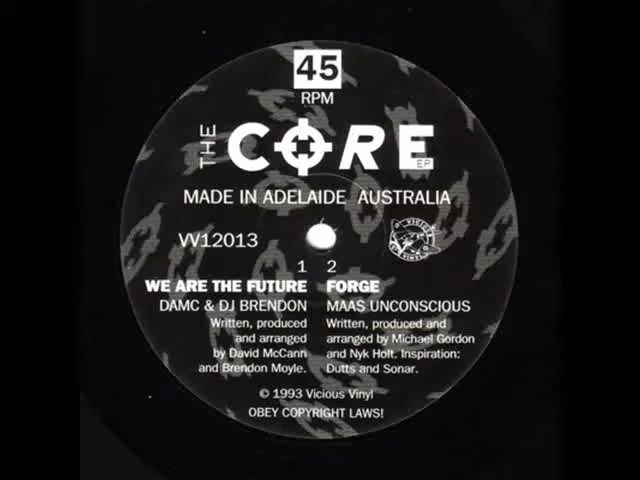 45
RPM
THE CORE EP
MADE IN ADELAIDE AUSTRALIA
VV12013
VICIOUS
VINYL
1 2
WE ARE THE FUTURE FORGE
DAMC & DJ BRENDON MAAS UNCONSCIOUS
Written, produced Written, produced and
and arranged arranged by Michael Gordon
by David McCann and Nyk Holt. Inspiration:
and Brendon Moyle. Dutts and Sonar.
© 1993 Vicious Vinyl
OBEY COPYRIGHT LAWS!